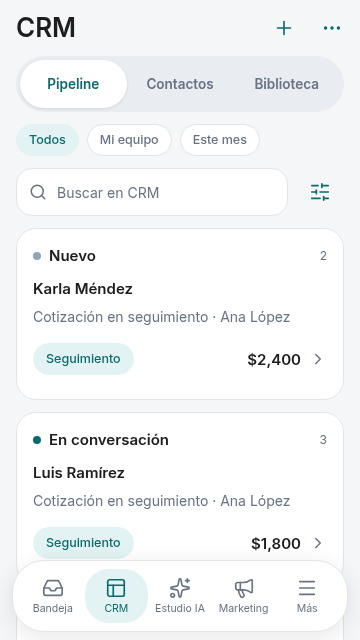 CRM
Pipeline Contactos Biblioteca
Todos Mi equipo Este mes
Buscar en CRM
Nuevo 2
Karla Méndez
Cotización en seguimiento · Ana López
Seguimiento $2,400
En conversación 3
Luis Ramírez
Cotización en seguimiento · Ana López
Seguimiento $1,800
Bandeja CRM Estudio IA Marketing Más